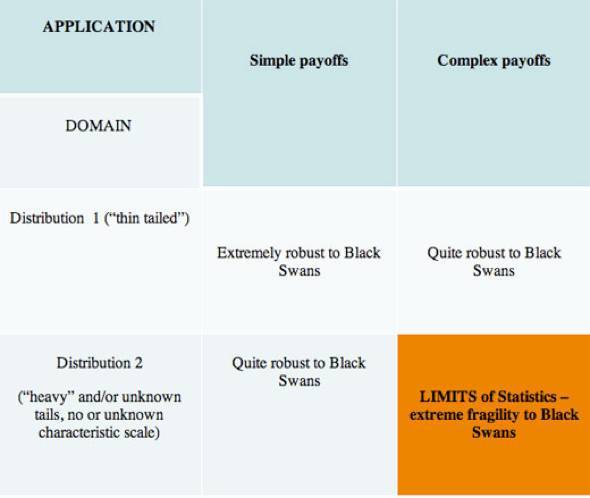 APPLICATION
Simple payoffs
Complex payoffs
DOMAIN
Distribution 1 (“thin tailed”)
Extremely robust to Black
Swans
Quite robust to Black
Swans
Distribution 2
(“heavy” and/or unknown
tails, no or unknown
characteristic scale)
Quite robust to Black
Swans
LIMITS of Statistics –
extreme fragility to Black
Swans